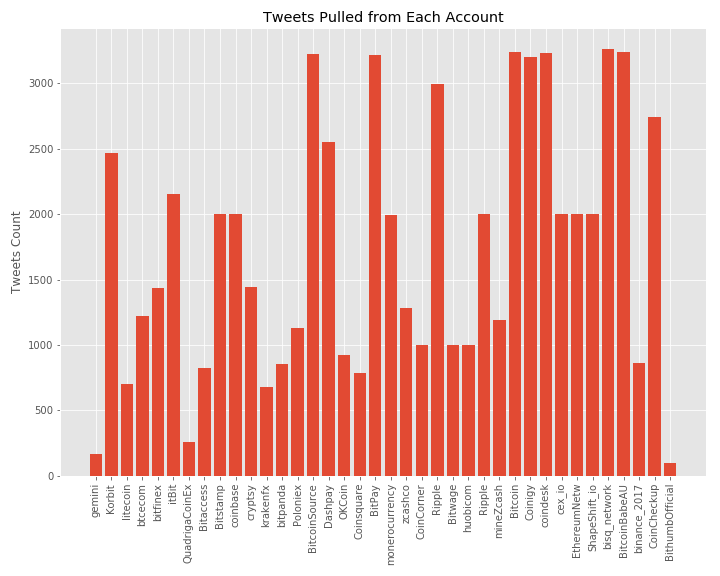 Tweets Pulled from Each Account
Tweets Count
3000
2500
2000
1500
1000
500
0
gemini
Korbit
litecoin
btcecom
bitfinex
itBit
QuadrigaCoinEx
Bitaccess
Bitstamp
coinbase
cryptsy
krakenfx
bitpanda
Poloniex
BitcoinSource
Dashpay
OKCoin
Coinsquare
BitPay
monerocurrency
zcashco
CoinCorner
Ripple
Bitwage
huobicom
Ripple
mineZcash
Bitcoin
Coinigy
coindesk
cex_io
EthereumNetw
ShapeShift_io
bisq_network
BitcoinBabeAU
binance_2017
CoinCheckup
BithumbOfficial